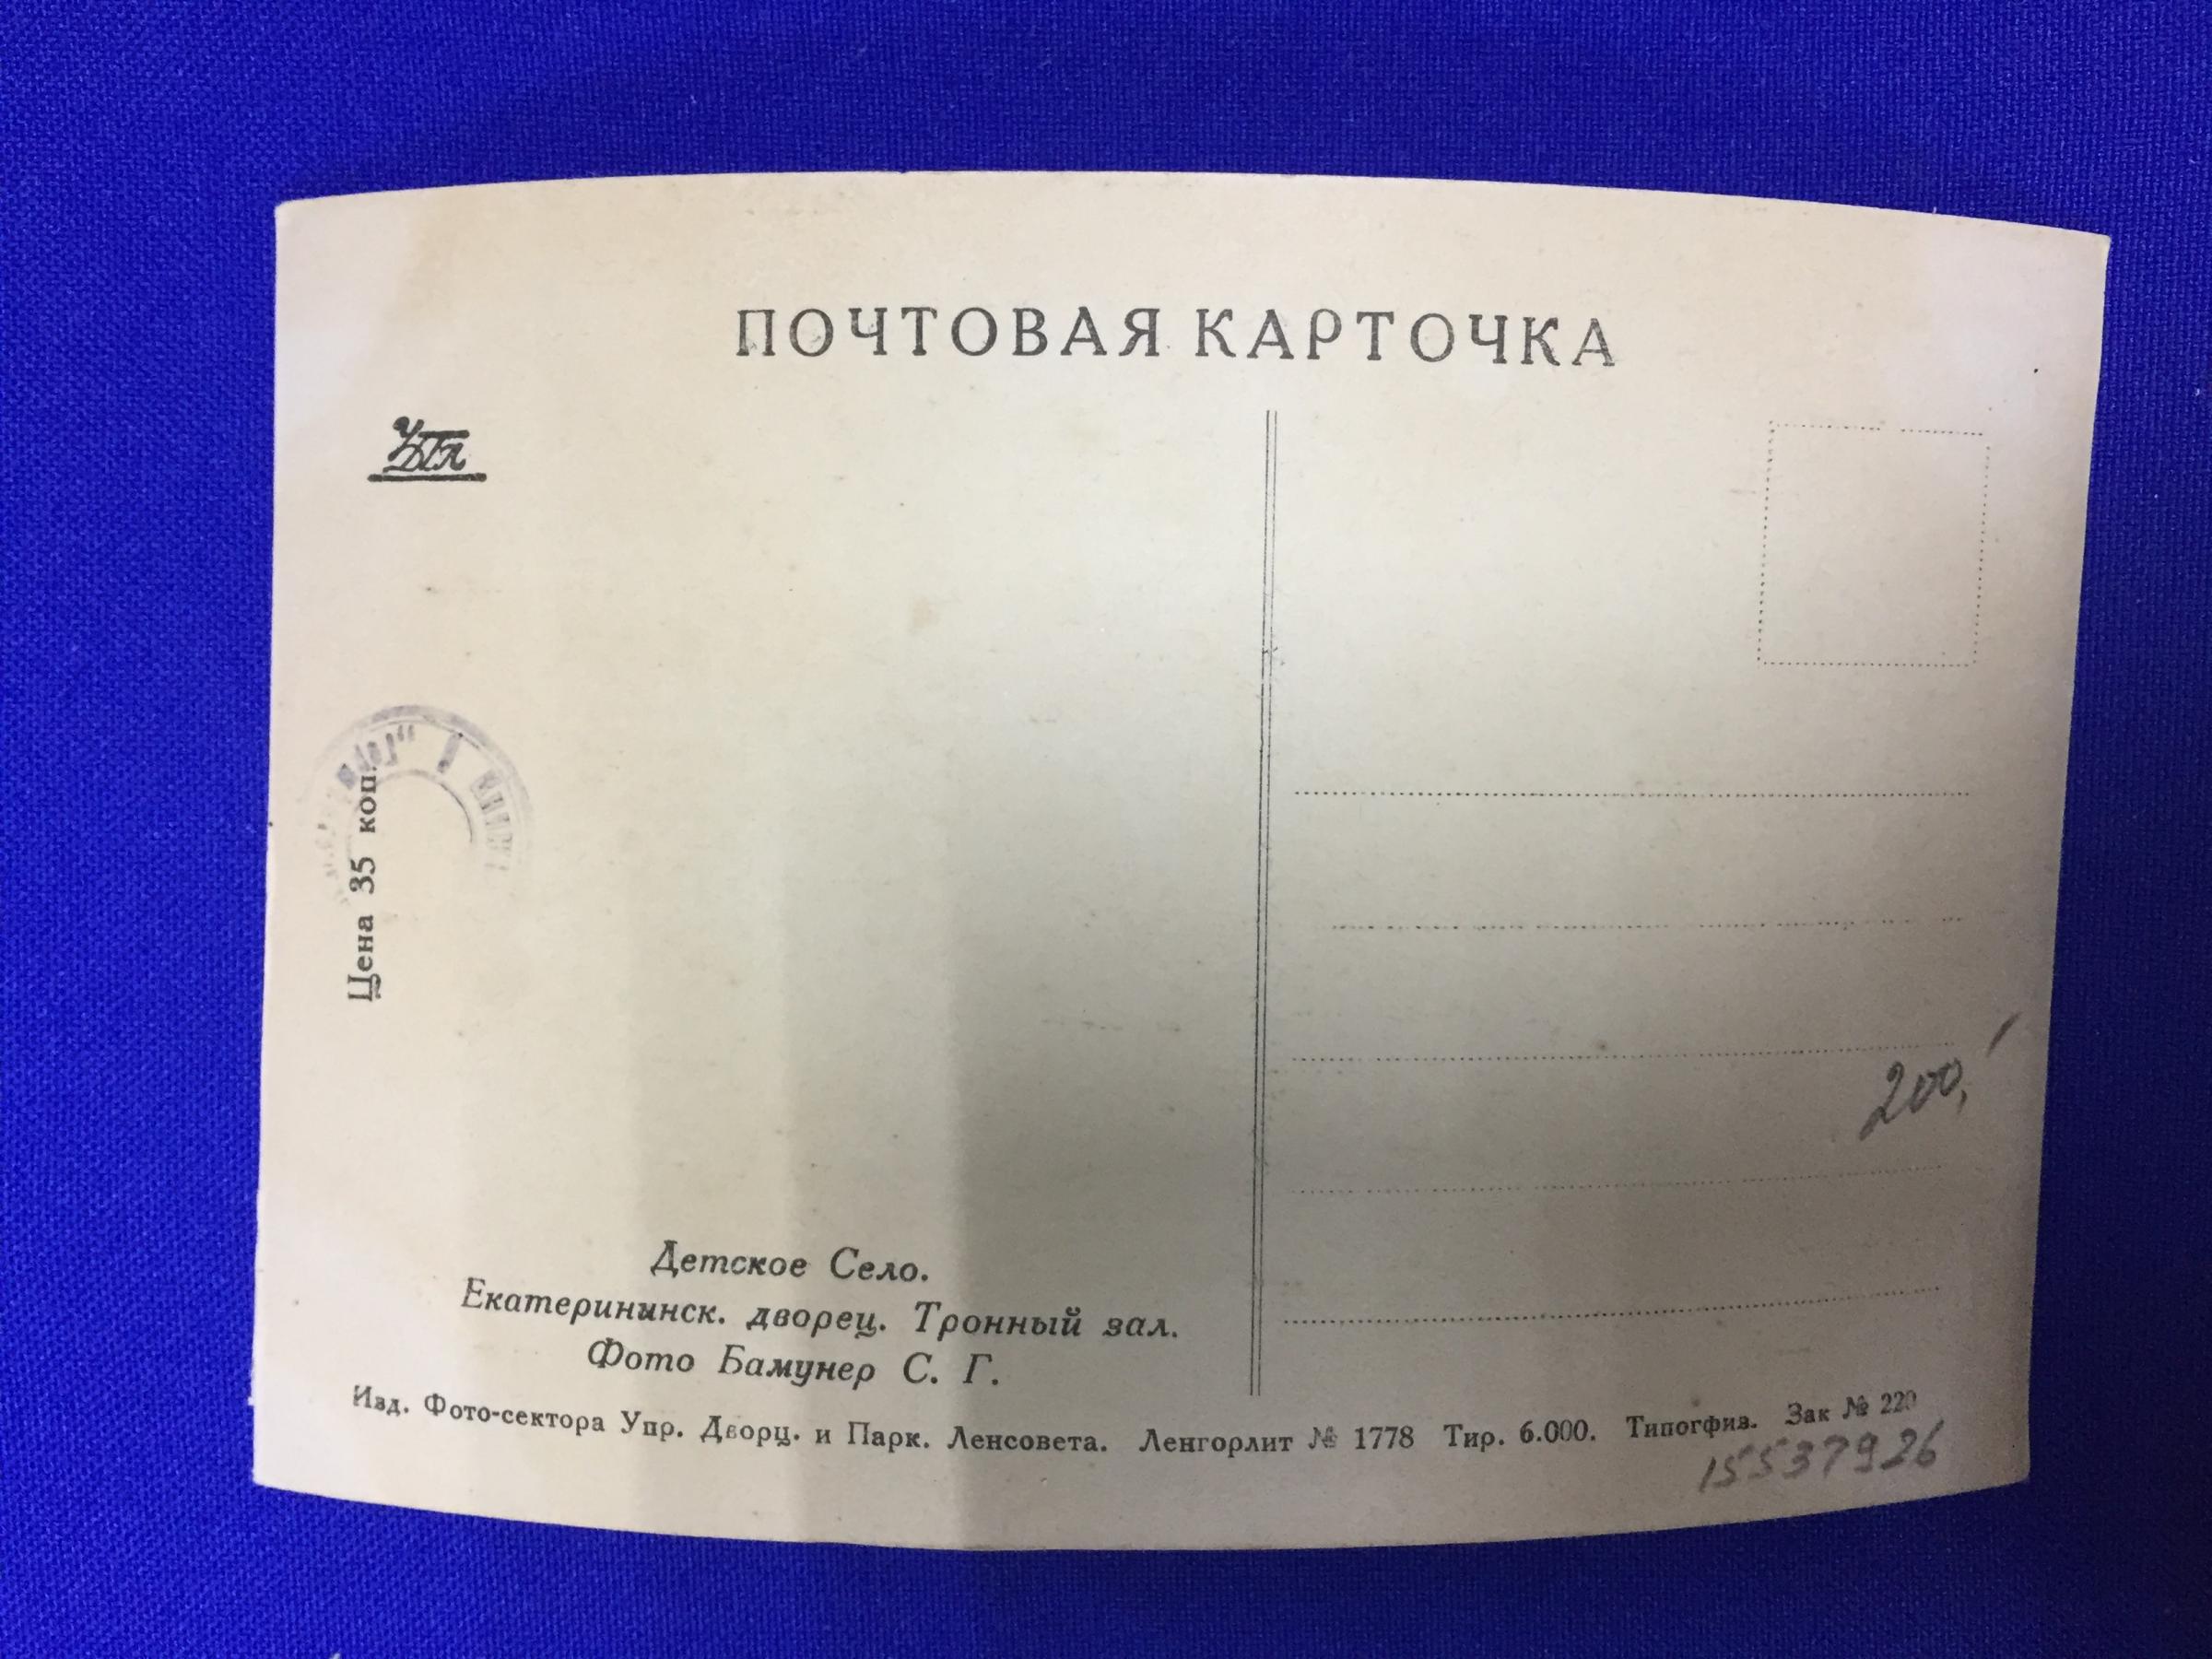 ПОЧТОВАЯ КАРТОЧКА
Цена 35 коп.
200,
Детское Село.
Екатерининск. дворец. Тронный зал.
Фото Бамунер С. Г.
Изд. Фото-сектора Упр. Дворц. и Парк. Ленсовета. Ленгорлит № 1778 Тир. 6.000. Типогфиз. Зак № 220
15537926